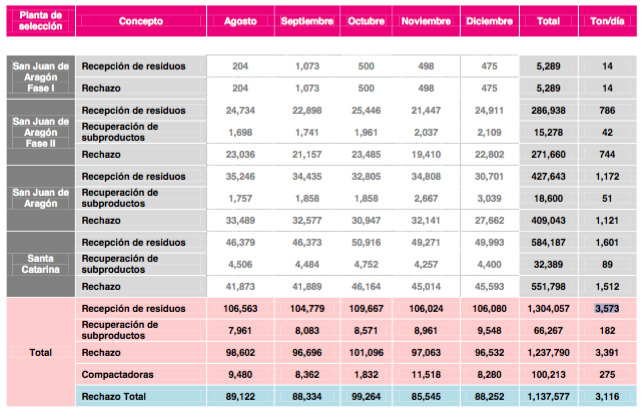 Planta de selección Concepto Agosto Septiembre Octubre Noviembre Diciembre Total Ton/día
San Juan de Aragón Fase I Recepción de residuos 204 1,073 500 498 475 5,289 14
Rechazo 204 1,073 500 498 475 5,289 14
San Juan de Aragón Fase II Recepción de residuos 24,734 22,898 25,446 21,447 24,911 286,938 786
Recuperación de subproductos 1,698 1,741 1,961 2,037 2,109 15,278 42
Rechazo 23,036 21,157 23,485 19,410 22,802 271,660 744
San Juan de Aragón Recepción de residuos 35,246 34,435 32,805 34,808 30,701 427,643 1,172
Recuperación de subproductos 1,757 1,858 1,858 2,667 3,039 18,600 51
Rechazo 33,489 32,577 30,947 32,141 27,662 409,043 1,121
Santa Catarina Recepción de residuos 46,379 46,373 50,916 49,271 49,993 584,187 1,601
Recuperación de subproductos 4,506 4,484 4,752 4,257 4,400 32,389 89
Rechazo 41,873 41,889 46,164 45,014 45,593 551,798 1,512
Total Recepción de residuos 106,563 104,779 109,667 106,024 106,080 1,304,057 3,573
Recuperación de subproductos 7,961 8,083 8,571 8,961 9,548 66,267 182
Rechazo 98,602 96,696 101,096 97,063 96,532 1,237,790 3,391
Compactadoras 9,480 8,362 1,832 11,518 8,280 100,213 275
Rechazo Total 89,122 88,334 99,264 85,545 88,252 1,137,577 3,116